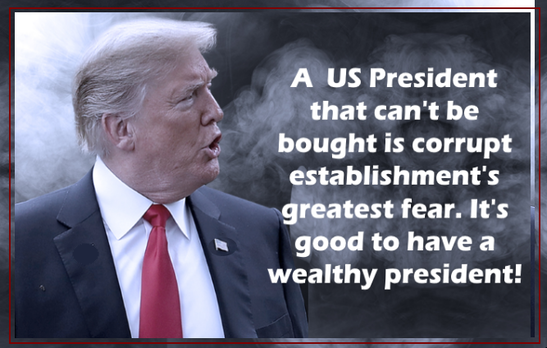 A US President
that can't be
bought is corrupt
establishment's
greatest fear. It's
good to have a
wealthy president!